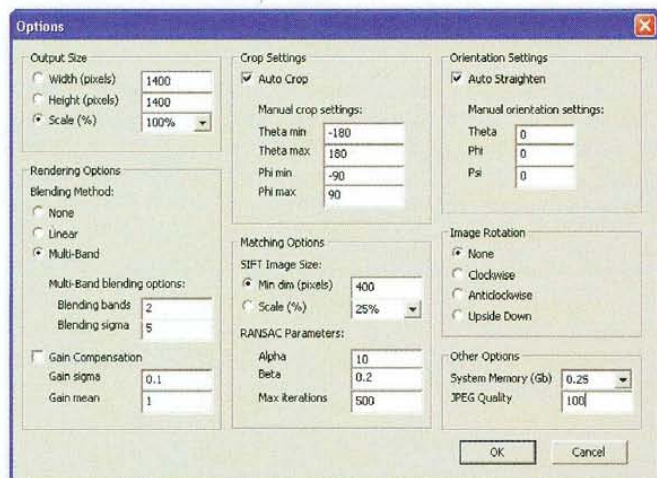 Options
Output Size
Width (pixels) 1400
Height (pixels) 1400
Scale (%) 100%
Rendering Options
Blending Method:
None
Linear
Multi-Band
Multi-Band blending options:
Blending bands 2
Blending sigma 5
Gain Compensation
Gain sigma 0.1
Gain mean 1
Crop Settings
Auto Crop
Manual crop settings:
Theta min -180
Theta max 180
Phi min -90
Phi max 90
Matching Options
SIFT Image Size:
Min dim (pixels) 400
Scale (%) 25%
RANSAC Parameters:
Alpha 10
Beta 0.2
Max iterations 500
Orientation Settings
Auto Straighten
Manual orientation settings:
Theta 0
Phi 0
Psi 0
Image Rotation
None
Clockwise
Anticlockwise
Upside Down
Other Options
System Memory (Gb) 0.25
JPEG Quality 100
OK
Cancel